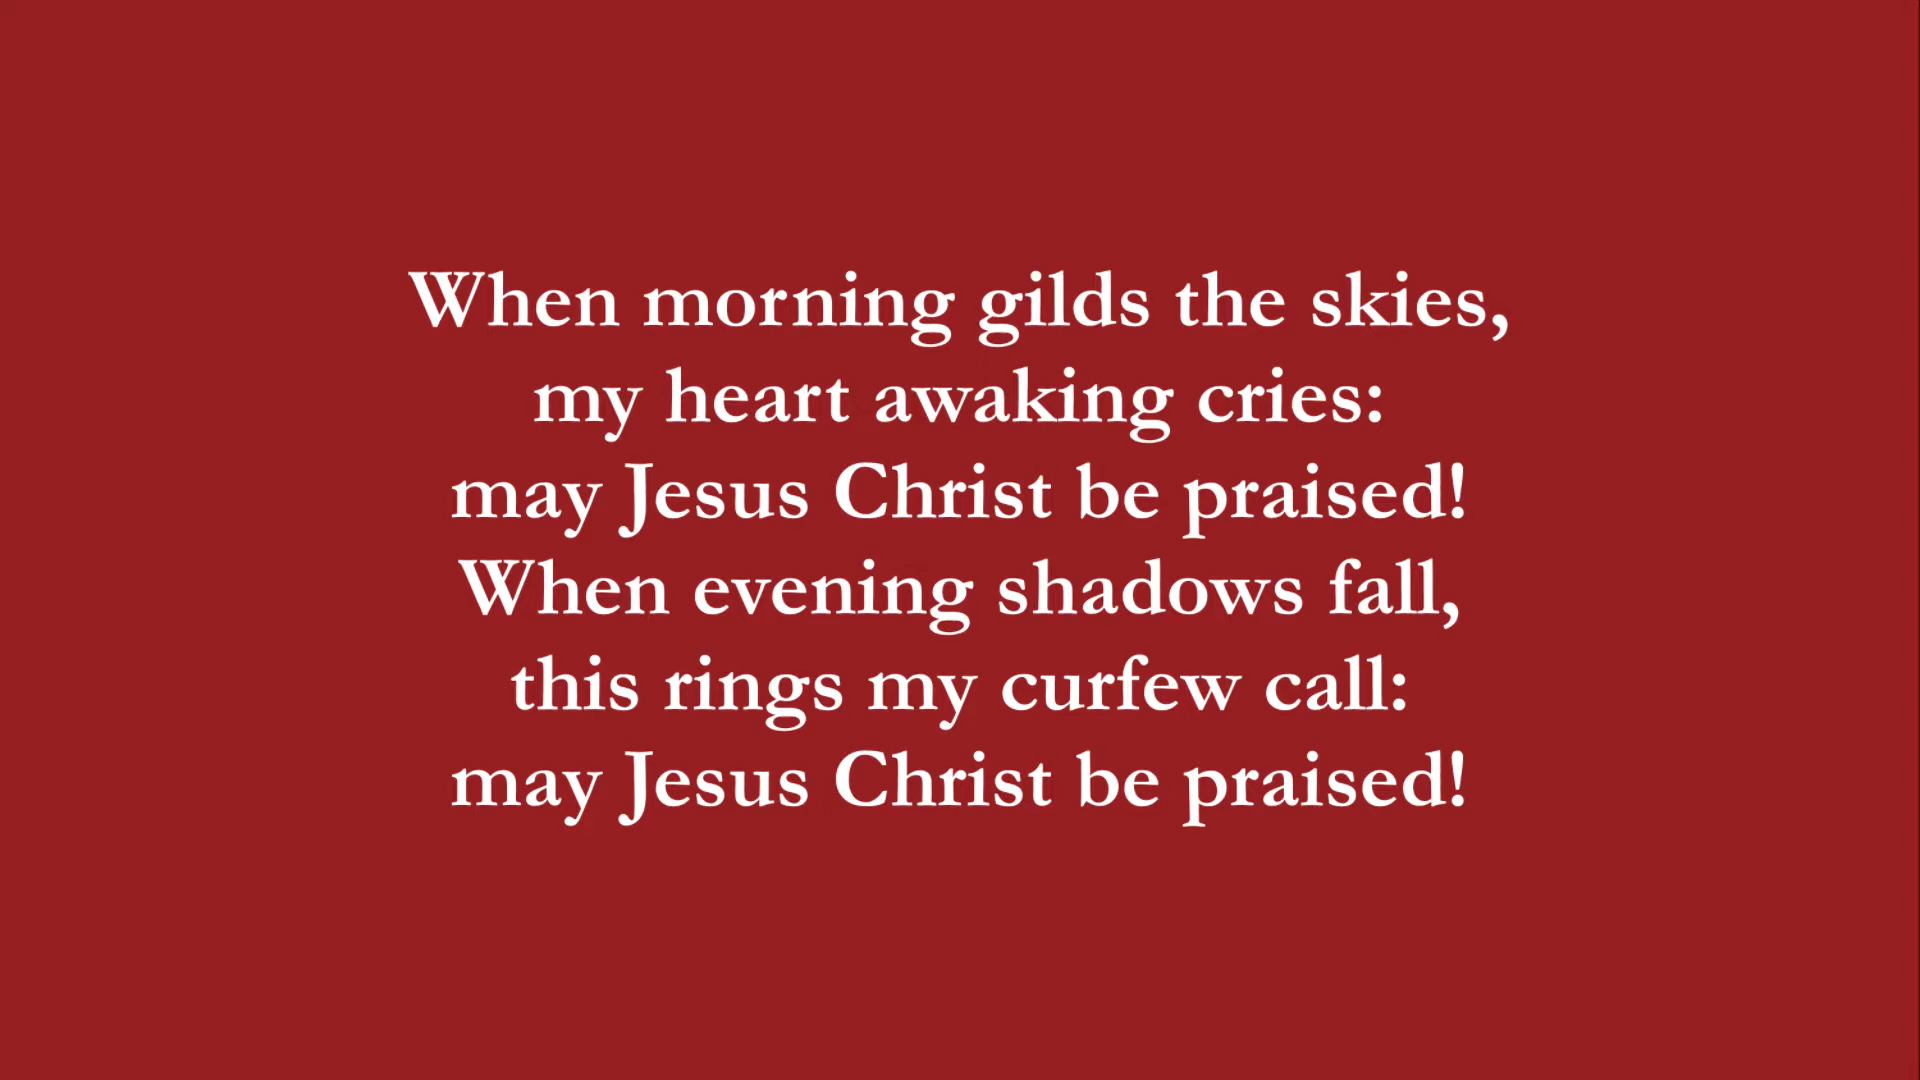 When morning gilds the skies,
my heart awaking cries:
may Jesus Christ be praised!
When evening shadows fall,
this rings my curfew call:
may Jesus Christ be praised!